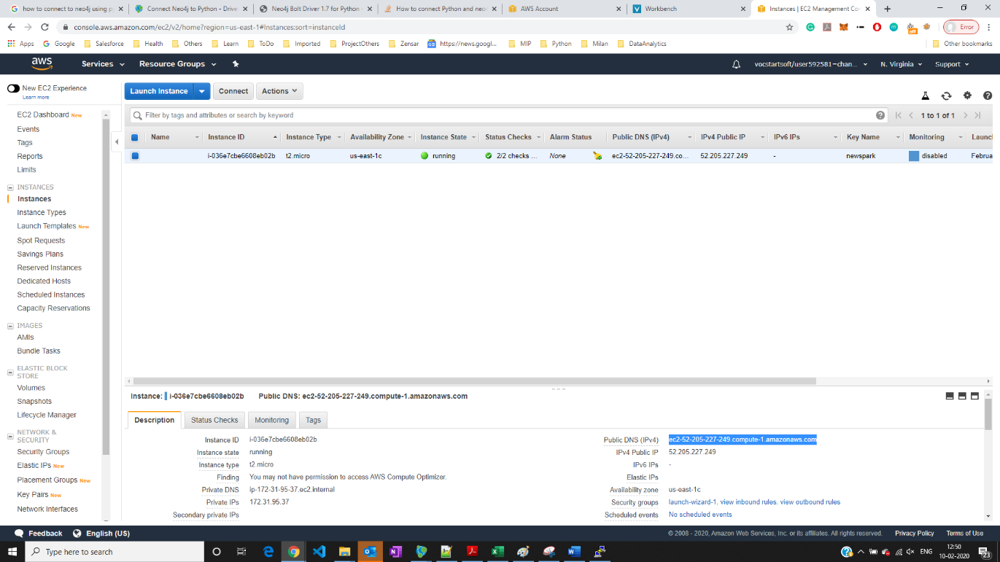 how to connect to neo4j using py
Connect Neo4j to Python - Drive
Neo4j Bolt Driver 1.7 for Python
How to connect Python and neo
AWS Account
Workbench
Instances | EC2 Management Co
console.aws.amazon.com/ec2/v2/home?region=us-east-1#Instances:sort=instanceId
off
Error
Apps Google Salesforce Health Others Learn ToDo Imported ProjectOthers Zensar https://news.googl... MIP Python Milan DataAnalytics Other bookmarks
aws Services Resource Groups vocstartsoft/user592581=chan... N. Virginia Support
New EC2 Experience
Learn more
Launch Instance Connect Actions
EC2 Dashboard New
Events
Tags
Reports
Limits
INSTANCES
Instances
Instance Types
Launch Templates New
Spot Requests
Savings Plans
Reserved Instances
Dedicated Hosts
Scheduled Instances
Capacity Reservations
IMAGES
AMIs
Bundle Tasks
ELASTIC BLOCK
STORE
Volumes
Snapshots
Lifecycle Manager
NETWORK &
SECURITY
Security Groups
Elastic IPs New
Placement Groups New
Key Pairs New
Network Interfaces
Filter by tags and attributes or search by keyword
1 to 1 of 1
Name Instance ID Instance Type Availability Zone Instance State Status Checks Alarm Status Public DNS (IPv4) IPv4 Public IP IPv6 IPs Key Name Monitoring Launc
i-036e7cbe6608eb02b t2.micro us-east-1c running 2/2 checks ... None ec2-52-205-227-249.co... 52.205.227.249 - newspark disabled Februa
Instance: i-036e7cbe6608eb02b Public DNS: ec2-52-205-227-249.compute-1.amazonaws.com
Description Status Checks Monitoring Tags
Instance ID i-036e7cbe6608eb02b
Instance state running
Instance type t2.micro
Finding You may not have permission to access AWS Compute Optimizer.
Private DNS ip-172-31-95-37.ec2.internal
Private IPs 172.31.95.37
Secondary private IPs
Public DNS (IPv4) ec2-52-205-227-249.compute-1.amazonaws.com
IPv4 Public IP 52.205.227.249
IPv6 IPs -
Elastic IPs
Availability zone us-east-1c
Security groups launch-wizard-1. view inbound rules. view outbound rules
Scheduled events No scheduled events
Feedback English (US) © 2008 - 2020, Amazon Web Services, Inc. or its affiliates. All rights reserved. Privacy Policy Terms of Use
Type here to search
ENG
12:50
10-02-2020
23